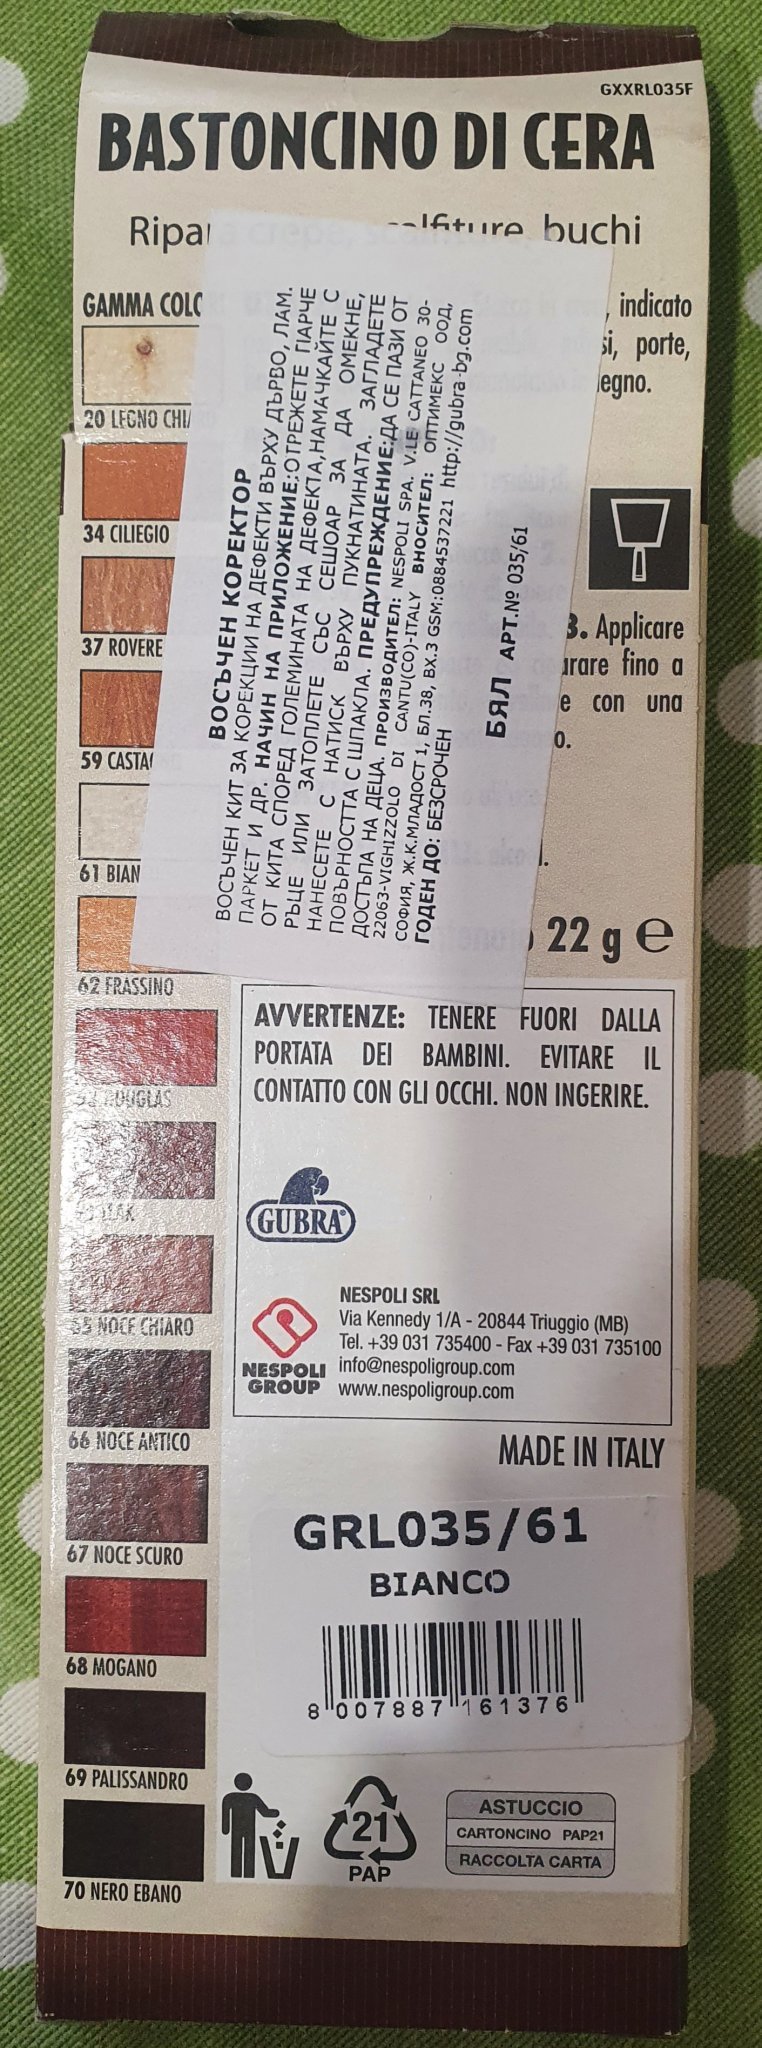 GXXRL035F
BASTONCINO DI CERA
Ripara crepe, scalfiture, buchi
GAMMA COLO
indicato
si, porte,
legno.
20 LEGNO CHIARO
34 CILIEGIO
37 ROVERE
59 CASTAGNO
61 BIAN
62 FRASSINO
DOUGLAS
65 NOCE CHIARO
66 NOCE ANTICO
67 NOCE SCURO
68 MOGANO
69 PALISSANDRO
70 NERO EBANO
ВОСЪЧЕН КОРЕКТОР
ВОСЪЧЕН КИТ ЗА КОРЕКЦИИ НА ДЕФЕКТИ ВЪРХУ ДЪРВО, ЛАМ.
ПАРКЕТ И ДР. НАЧИН НА ПРИЛОЖЕНИЕ:ОТРЕЖЕТЕ ПАРЧЕ
ОТ КИТА СПОРЕД ГОЛЕМИНАТА НА ДЕФЕКТА,НАМАЧКАЙТЕ С
РЪЦЕ ИЛИ ЗАТОПЛЕТЕ СЪС СЕШОАР ЗА ДА ОМЕКНЕ,
НАНЕСЕТЕ С НАТИСК ВЪРХУ ПУКНАТИНАТА. ЗАГЛАДЕТЕ
ПОВЪРНОСТТА С ШПАКЛА. ПРЕДУПРЕЖДЕНИЕ:ДА СЕ ПАЗИ ОТ
ДОСТЪПА НА ДЕЦА. ПРОИЗВОДИТЕЛ: NESPOLI SPA. V.LE CATTANEO 30-
22063-VIGHIZZOLO DI CANTU(CO)-ITALY ВНОСИТЕЛ: ОПТИМЕКС ООД,
СОФИЯ, Ж.К.МЛАДОСТ 1, БЛ.38, ВХ.3 GSM:0884537221 http://gubra-bg.com
ГОДЕН ДО: БЕЗСРОЧЕН
БЯЛ АРТ.№ 035/61
3. Applicare
fino a
e con una
o.
22 g e
AVVERTENZE: TENERE FUORI DALLA
PORTATA DEI BAMBINI. EVITARE IL
CONTATTO CON GLI OCCHI. NON INGERIRE.
GUBRA®
NESPOLI
GROUP
NESPOLI SRL
Via Kennedy 1/A - 20844 Triuggio (MB)
Tel. +39 031 735400 - Fax +39 031 735100
info@nespoligroup.com
www.nespoligroup.com
MADE IN ITALY
GRL035/61
BIANCO
8 007887 161376
21
PAP
ASTUCCIO
CARTONCINO PAP21
RACCOLTA CARTA